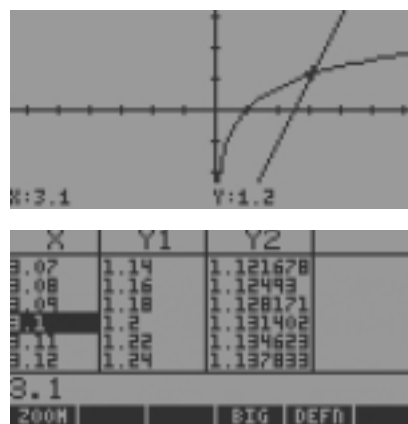 X:3.1 Y:1.2
X Y1 Y2
3.07 1.14 1.121678
3.08 1.16 1.12493
3.09 1.18 1.128171
3.1 1.2 1.131402
3.11 1.22 1.134623
3.12 1.24 1.137833
3.1
ZOOM BIG DEFN